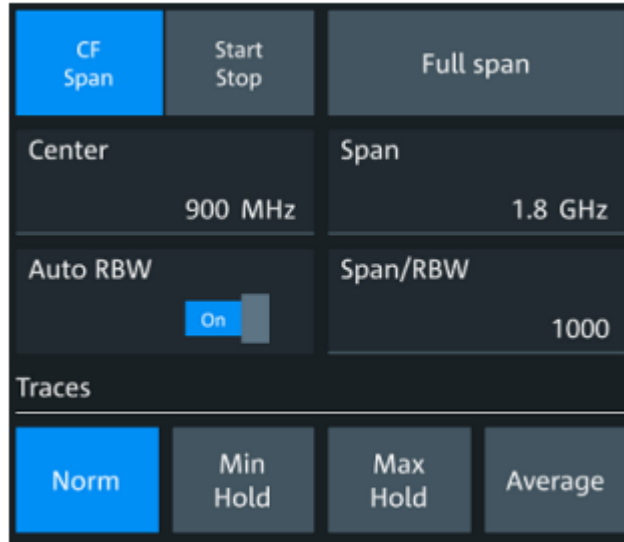 CF
Span
Start
Stop
Full span
Center
900 MHz
Span
1.8 GHz
Auto RBW
On
Span/RBW
1000
Traces
Norm
Min
Hold
Max
Hold
Average